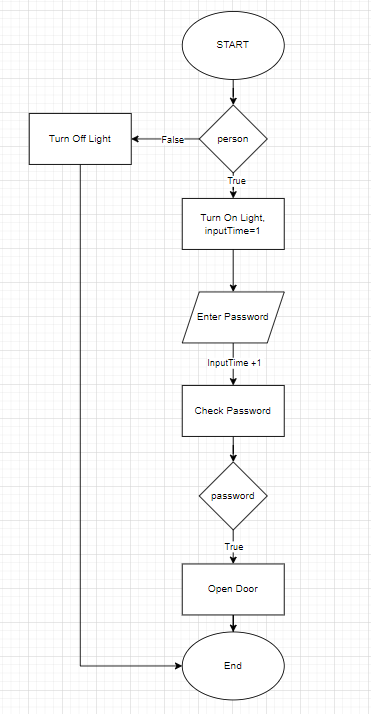 START
person
False
Turn Off Light
True
Turn On Light,
inputTime=1
Enter Password
InputTime +1
Check Password
password
True
Open Door
End